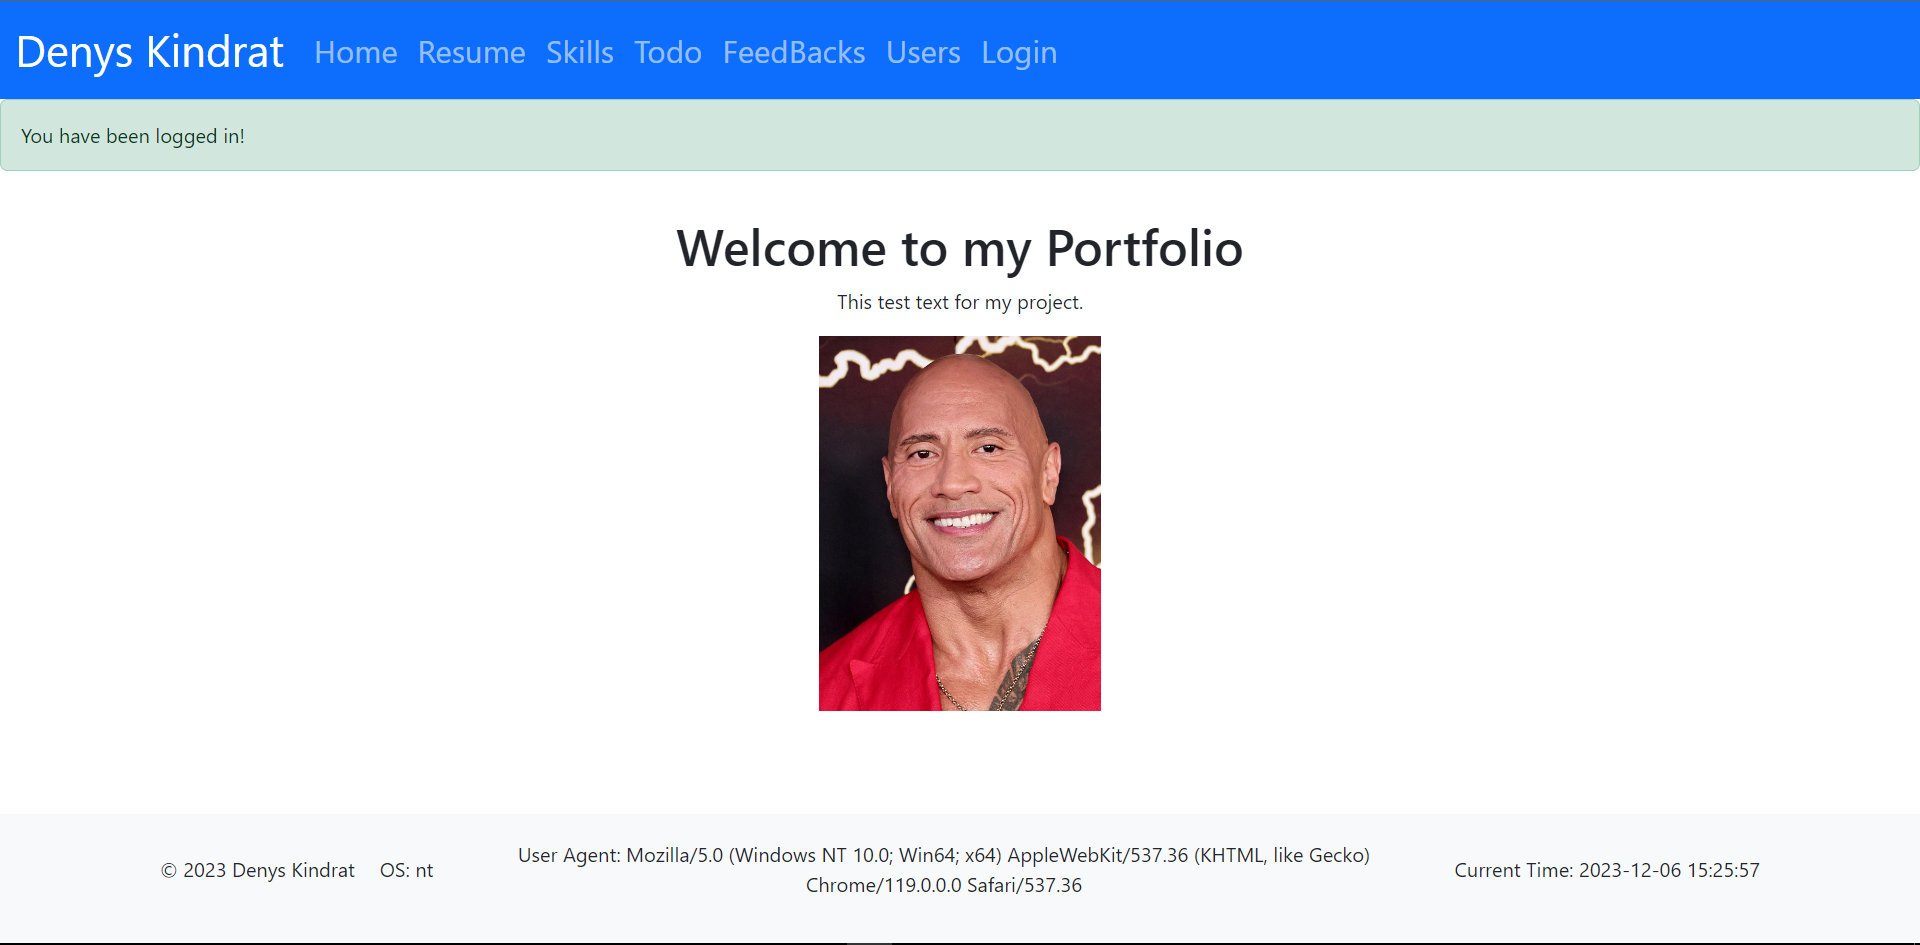 Denys Kindrat Home Resume Skills Todo FeedBacks Users Login
You have been logged in!
Welcome to my Portfolio
This test text for my project.
© 2023 Denys Kindrat OS: nt
User Agent: Mozilla/5.0 (Windows NT 10.0; Win64; x64) AppleWebKit/537.36 (KHTML, like Gecko)
Chrome/119.0.0.0 Safari/537.36
Current Time: 2023-12-06 15:25:57